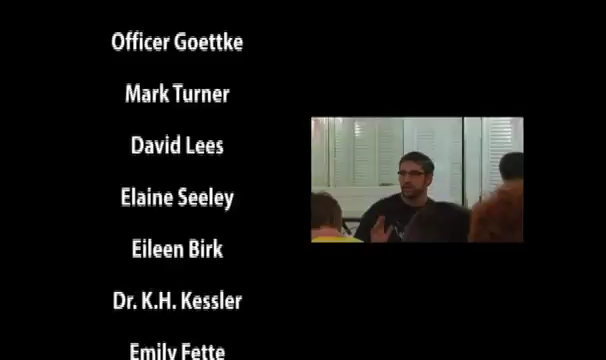 Officer Goettke
Mark Turner
David Lees
Elaine Seeley
Eileen Birk
Dr. K.H. Kessler
Emily Fette